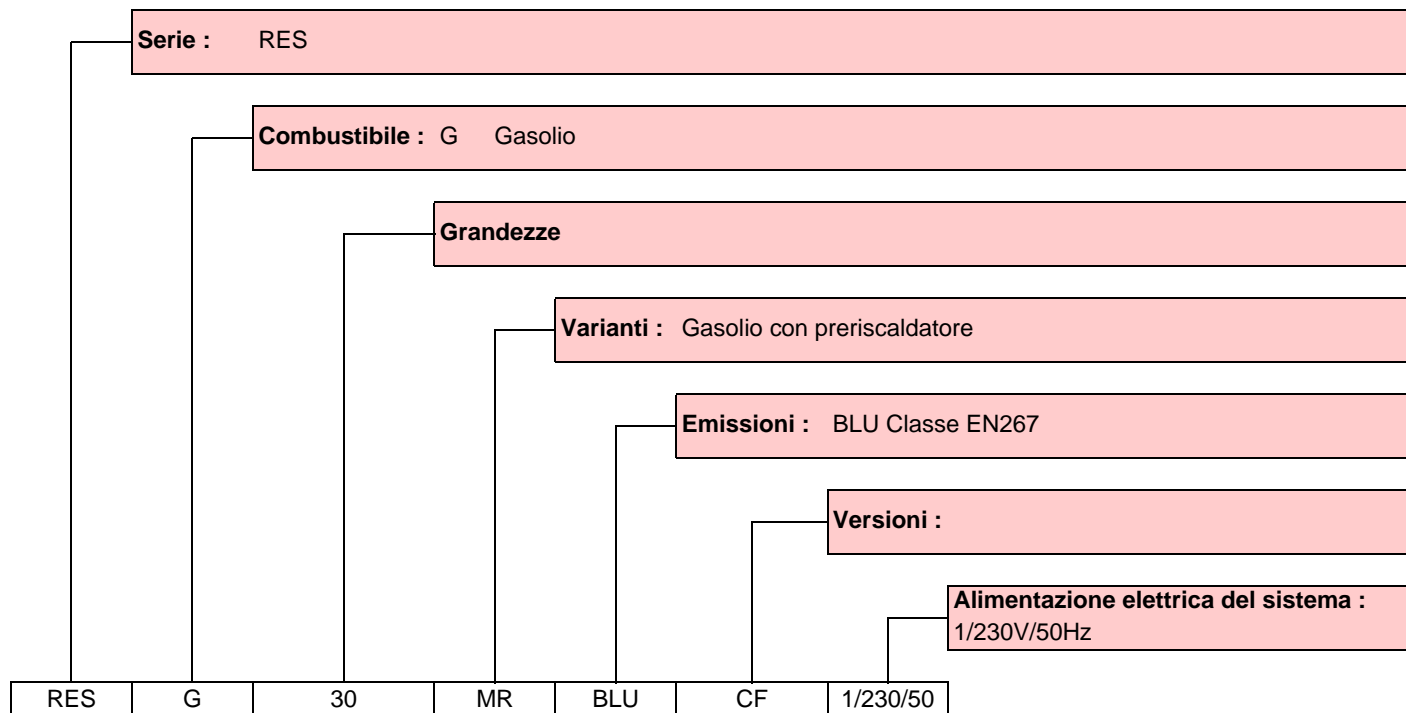 Serie : RES
Combustibile : G Gasolio
Grandezze
Varianti : Gasolio con preriscaldatore
Emissioni : BLU Classe EN267
Versioni :
Alimentazione elettrica del sistema :
1/230V/50Hz
RES G 30 MR BLU CF 1/230/50